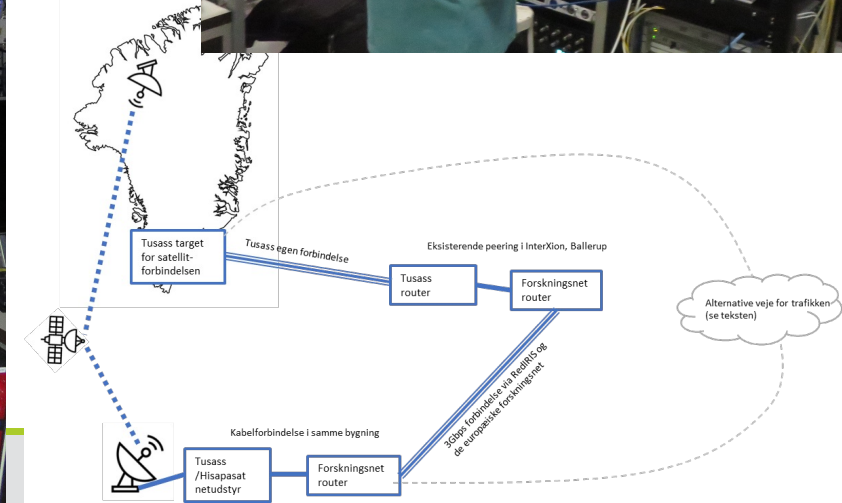 Tusass target
for satellit-
forbindelsen
Tusass egen forbindelse
Eksisterende peering i InterXion, Ballerup
Tusass
router
Forskningsnet
router
Alternative veje for trafikken
(se teksten)
3Gbps forbindelse via RedIRIS og
de europæiske forskningsnet
Kabelforbindelse i samme bygning
Tusass
/Hisapasat
netudstyr
Forskningsnet
router